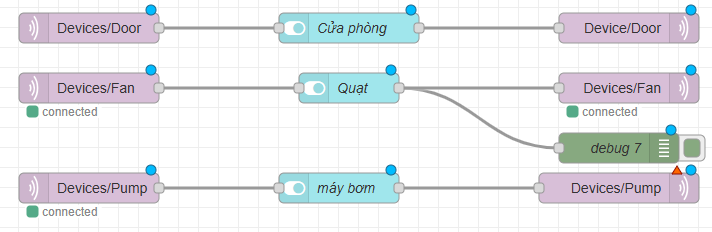 Devices/Door Cửa phòng Device/Door
Devices/Fan Quạt Devices/Fan
connected connected
debug 7
Devices/Pump máy bơm Devices/Pump
connected